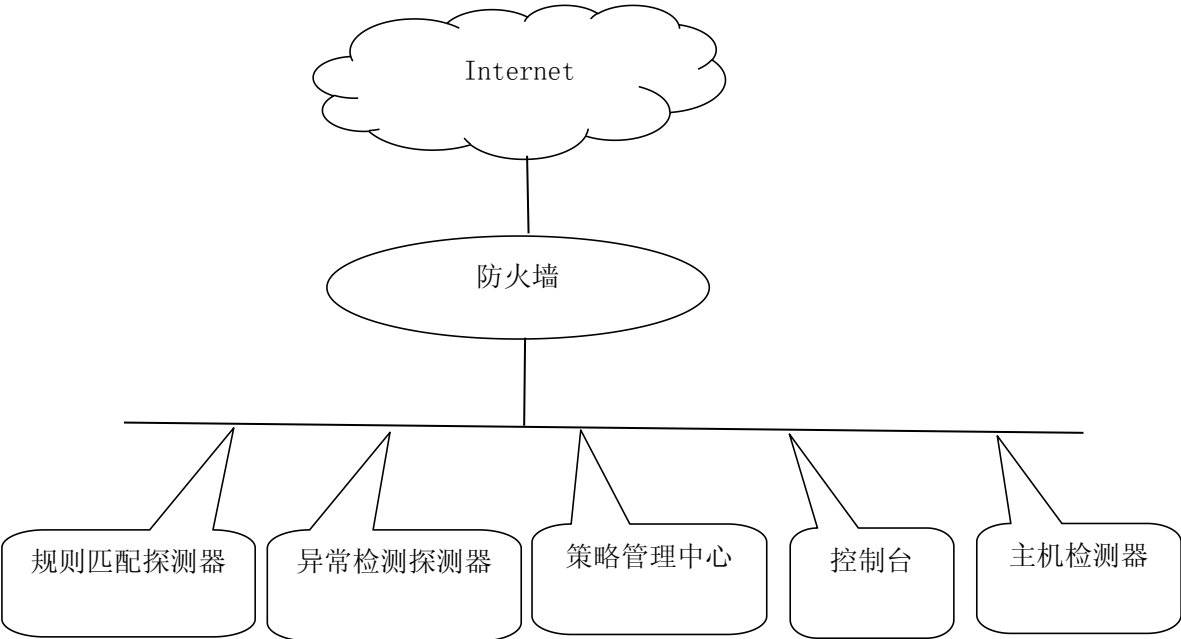 Internet
防火墙
规则匹配探测器
异常检测探测器
策略管理中心
控制台
主机检测器